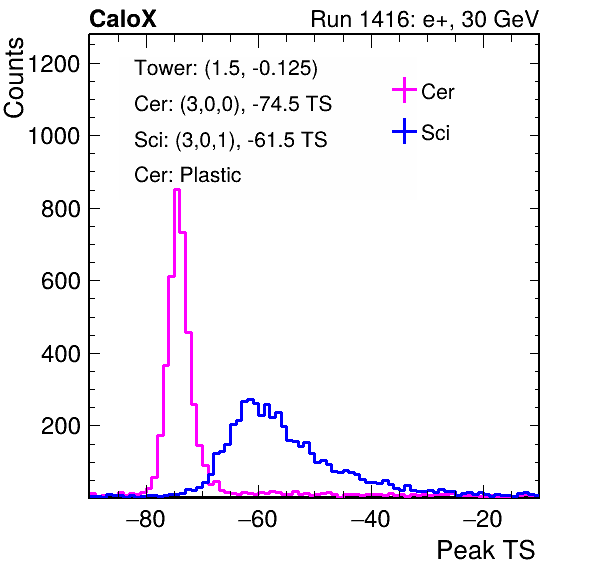 CaloX Run 1416: e+, 30 GeV
Counts
1200
1000
800
600
400
200
Tower: (1.5, -0.125)
Cer: (3,0,0), -74.5 TS
Sci: (3,0,1), -61.5 TS
Cer: Plastic
Cer
Sci
−80 −60 −40 −20
Peak TS